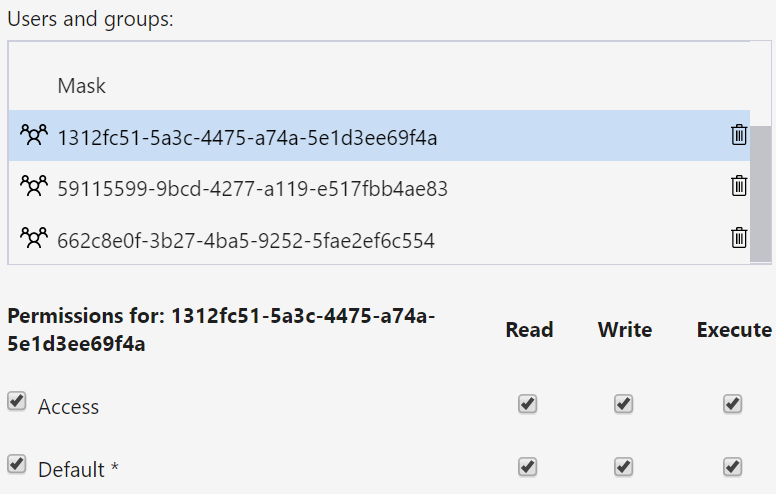 Users and groups:
Mask
1312fc51-5a3c-4475-a74a-5e1d3ee69f4a
59115599-9bcd-4277-a119-e517fbb4ae83
662c8e0f-3b27-4ba5-9252-5fae2ef6c554
Permissions for: 1312fc51-5a3c-4475-a74a-
5e1d3ee69f4a
Read Write Execute
Access
Default *